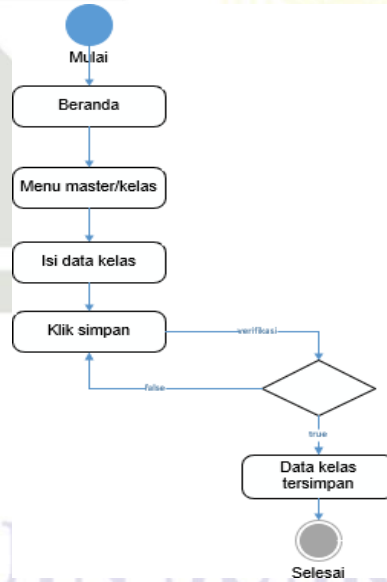 Mulai
Beranda
Menu master/kelas
Isi data kelas
Klik simpan
verifikasi
false
true
Data kelas
tersimpan
Selesai